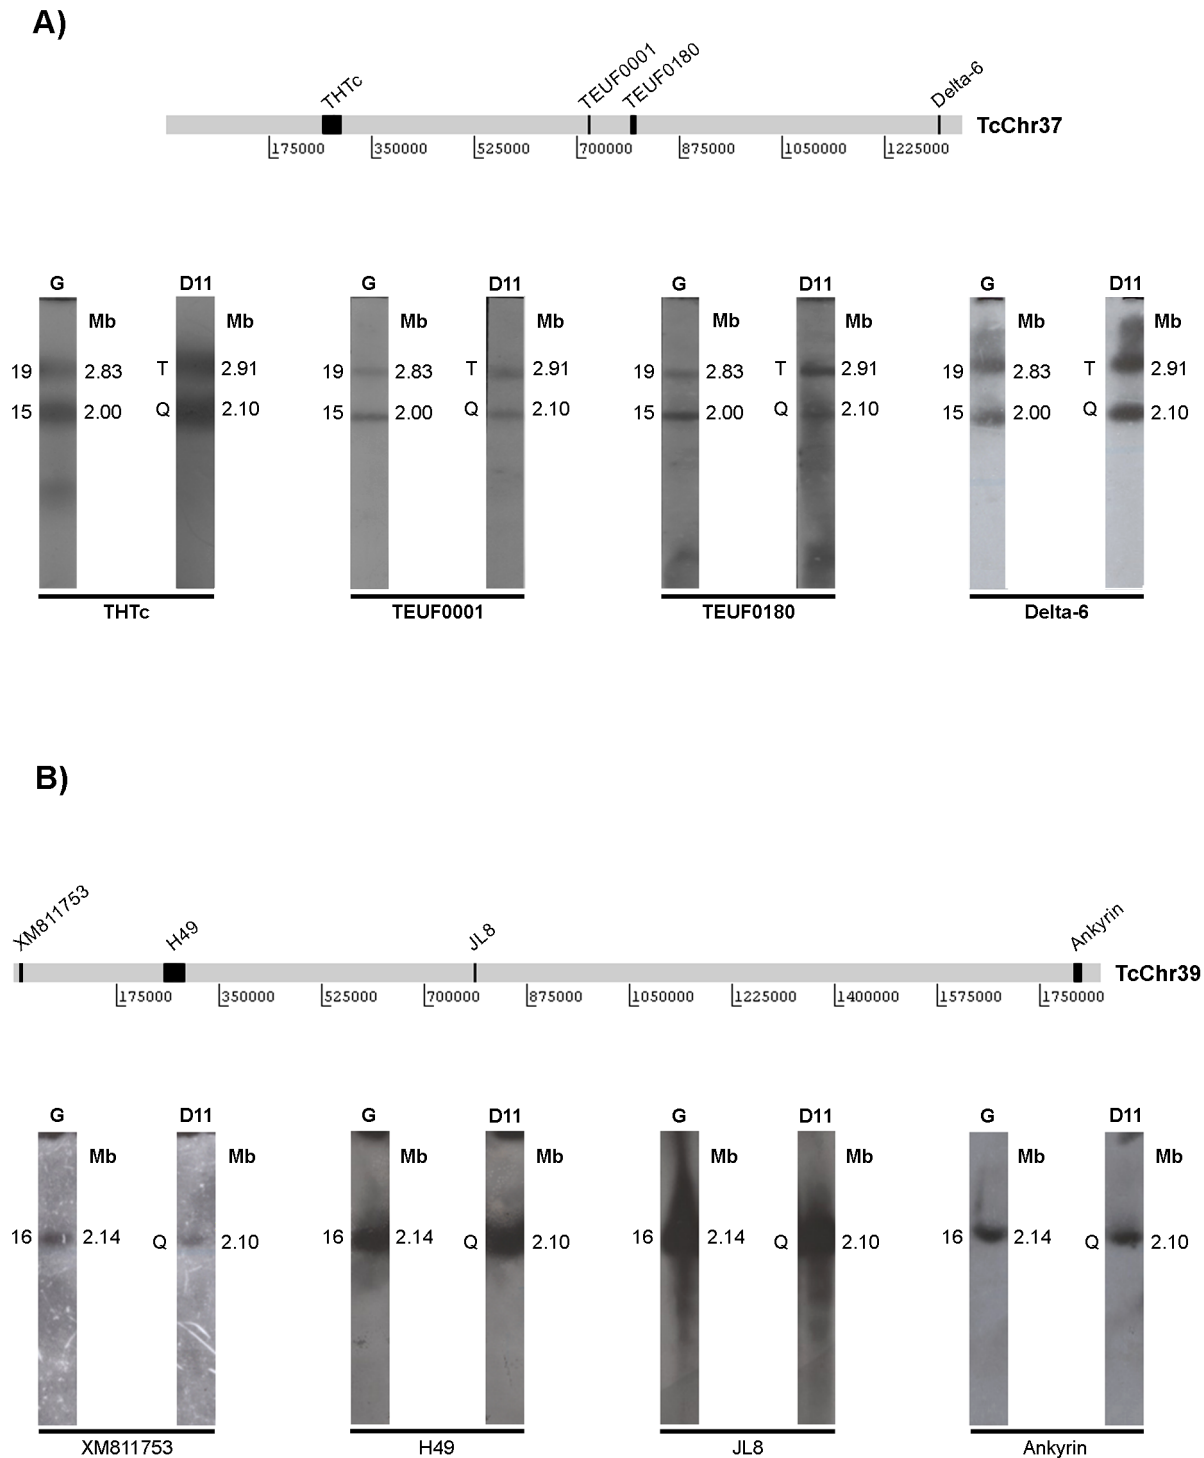 A)
THTc TEUF0001 TEUF0180 Delta-6
TcChr37
175000 350000 525000 700000 875000 1050000 1225000
G D11 G D11 G D11 G D11
Mb Mb Mb Mb Mb Mb Mb Mb
19 2.83 T 2.91 19 2.83 T 2.91 19 2.83 T 2.91 19 2.83 T 2.91
15 2.00 Q 2.10 15 2.00 Q 2.10 15 2.00 Q 2.10 15 2.00 Q 2.10
THTc TEUF0001 TEUF0180 Delta-6
B)
XM811753 H49 JL8 Ankyrin
TcChr39
175000 350000 525000 700000 875000 1050000 1225000 1400000 1575000 1750000
G D11 G D11 G D11 G D11
Mb Mb Mb Mb Mb Mb Mb Mb
16 2.14 Q 2.10 16 2.14 Q 2.10 16 2.14 Q 2.10 16 2.14 Q 2.10
XM811753 H49 JL8 Ankyrin